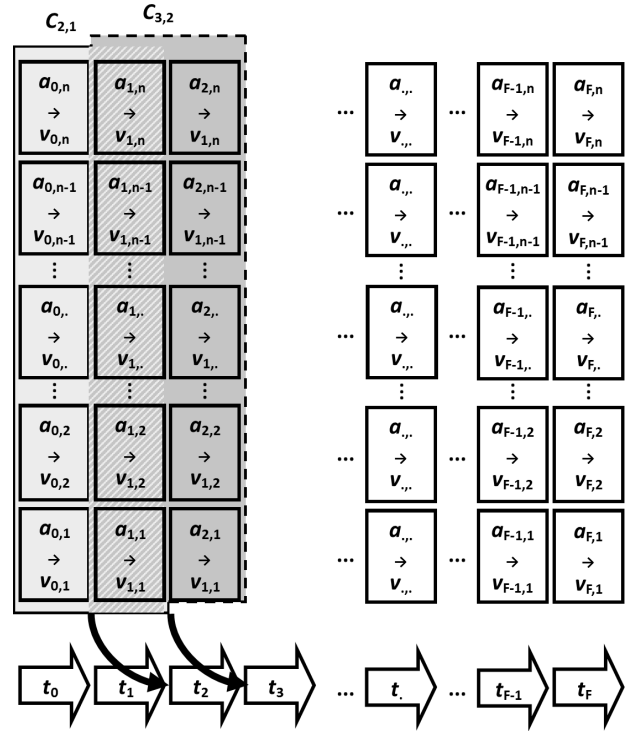 C2,1 C3,2
a0,n a1,n a2,n a.,. aF-1,n aF,n
→ → → ... → ... → →
v0,n v1,n v1,n v.,. vF-1,n vF,n
a0,n-1 a1,n-1 a2,n-1 a.,. aF-1,n-1 aF,n-1
→ → → ... → ... → →
v0,n-1 v1,n-1 v1,n-1 v.,. vF-1,n-1 vF,n-1
⋮ ⋮ ⋮ ⋮ ⋮ ⋮
a0,. a1,. a2,. a.,. aF-1,. aF,.
→ → → ... → ... → →
v0,. v1,. v1,. v.,. vF-1,. vF,.
⋮ ⋮ ⋮ ⋮ ⋮ ⋮
a0,2 a1,2 a2,2 a.,. aF-1,2 aF,2
→ → → ... → ... → →
v0,2 v1,2 v1,2 v.,. vF-1,2 vF,2
a0,1 a1,1 a2,1 a.,. aF-1,1 aF,1
→ → → ... → ... → →
v0,1 v1,1 v1,1 v.,. vF-1,1 vF,1
t0 t1 t2 t3 ... t. ... tF-1 tF